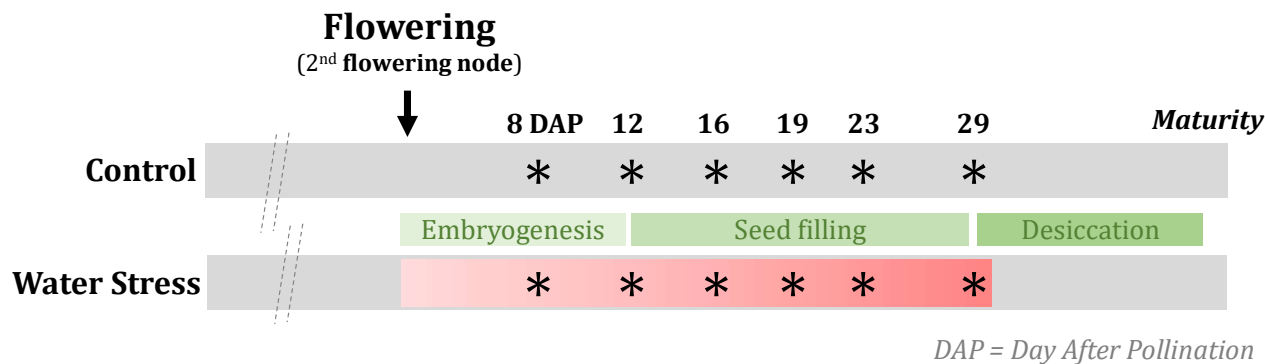 Flowering
(2nd flowering node)
8 DAP 12 16 19 23 29 Maturity
Control * * * * * *
Embryogenesis Seed filling Desiccation
Water Stress * * * * * *
DAP = Day After Pollination